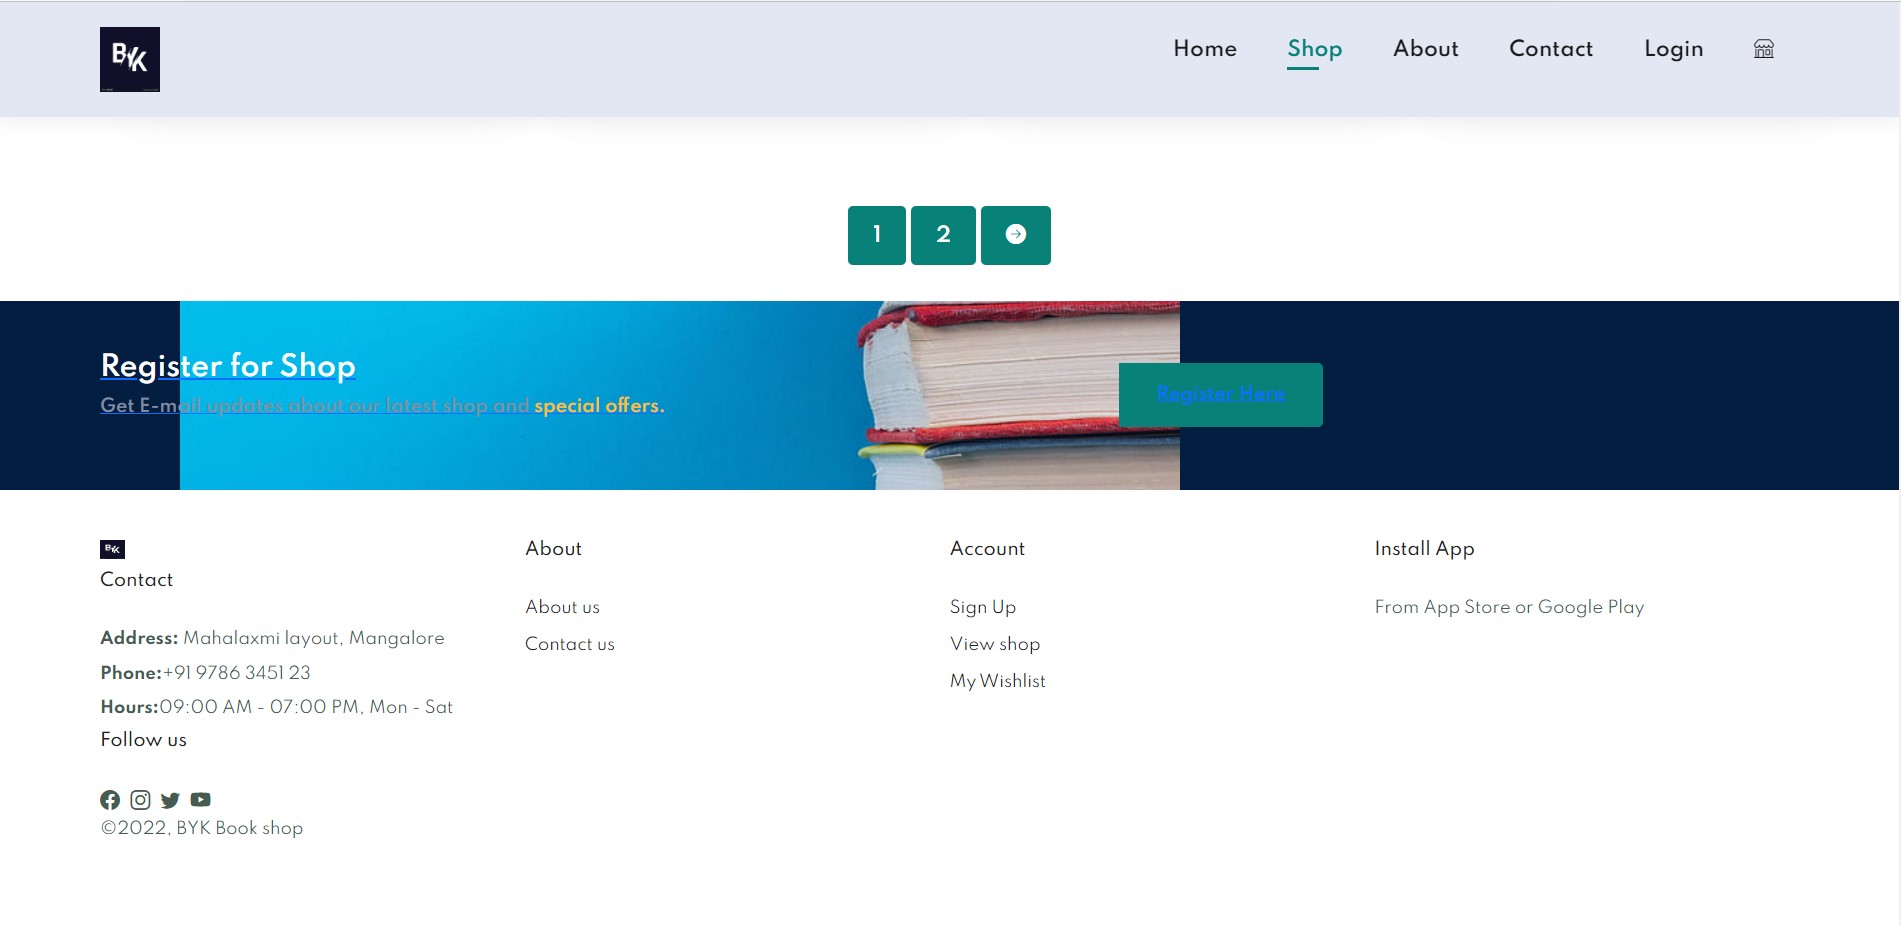 BYK
Home Shop About Contact Login
1 2
Register for Shop
Get E-mail updates about our latest shop and special offers.
Register Here
BYK
Contact
Address: Mahalaxmi layout, Mangalore
Phone:+91 9786 3451 23
Hours:09:00 AM - 07:00 PM, Mon - Sat
Follow us
©2022, BYK Book shop
About
About us
Contact us
Account
Sign Up
View shop
My Wishlist
Install App
From App Store or Google Play